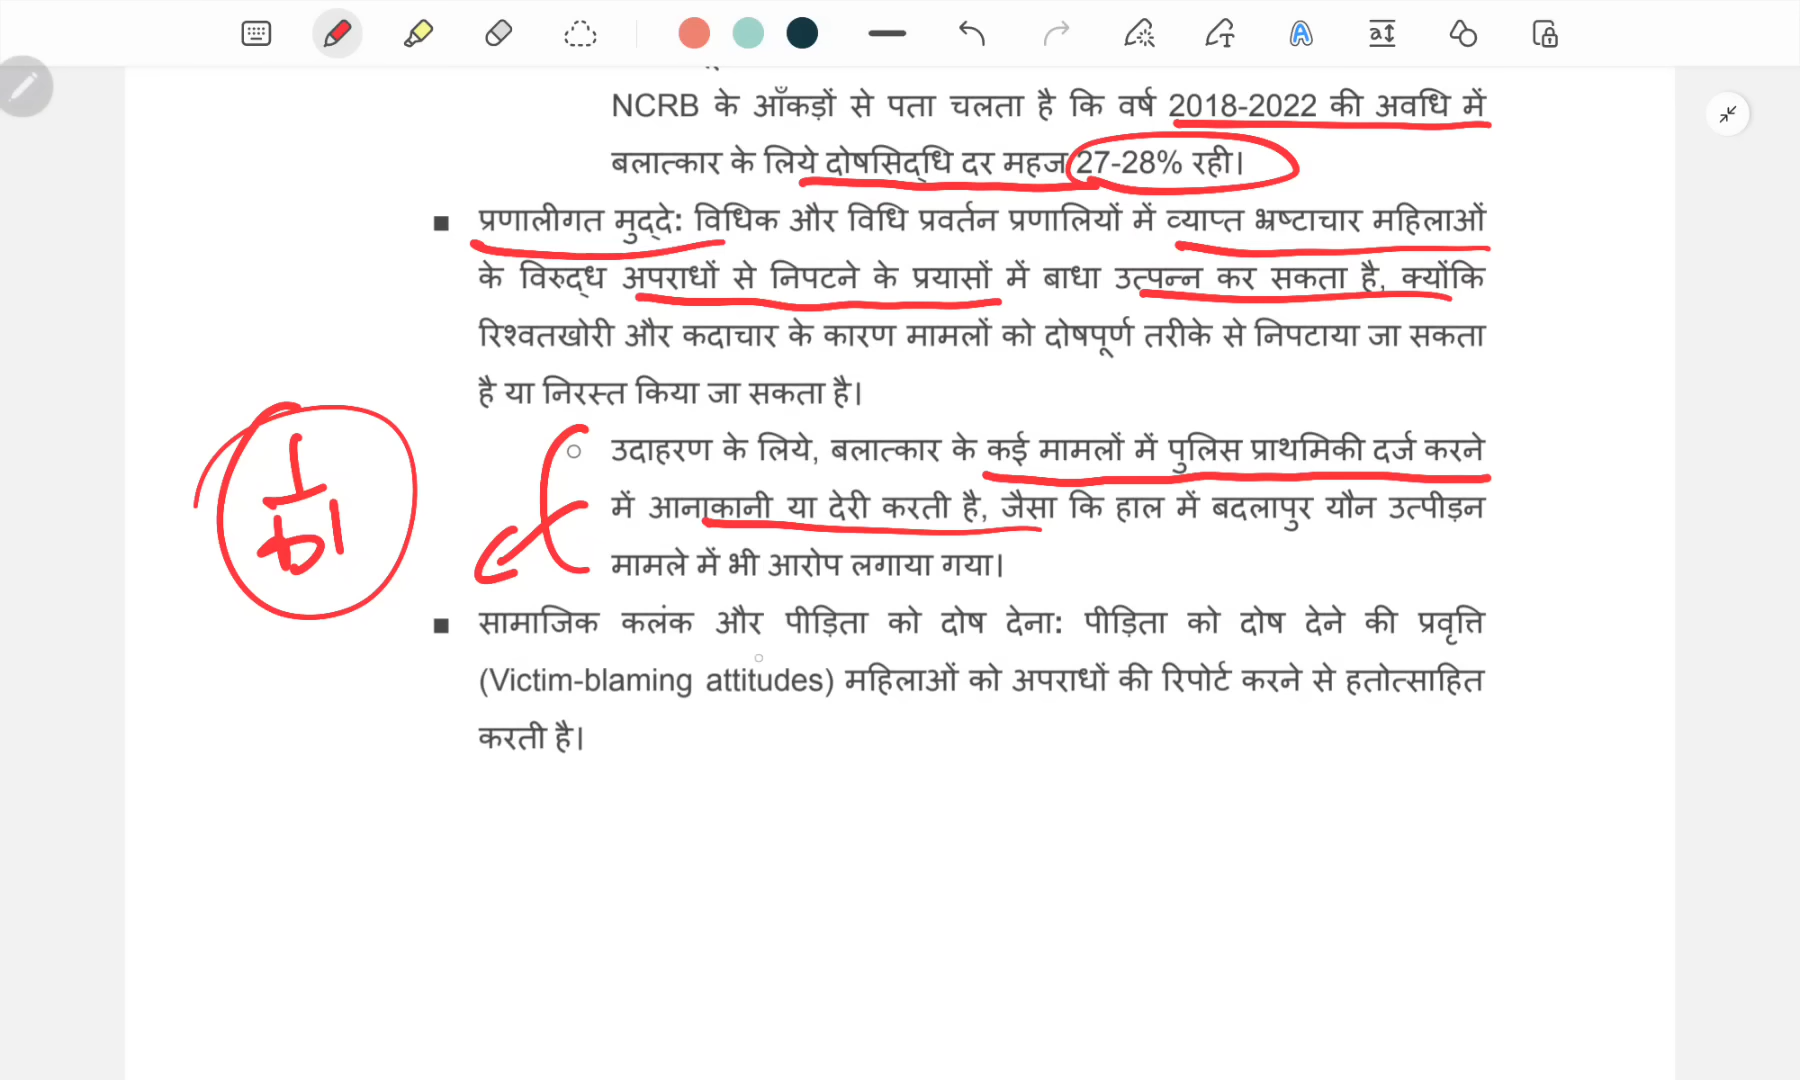 NCRB के आँकड़ों से पता चलता है कि वर्ष 2018-2022 की अवधि में
बलात्कार के लिये दोषसिद्धि दर महज 27-28% रही।
■ प्रणालीगत मुद्दे: विधिक और विधि प्रवर्तन प्रणालियों में व्याप्त भ्रष्टाचार महिलाओं
के विरुद्ध अपराधों से निपटने के प्रयासों में बाधा उत्पन्न कर सकता है, क्योंकि
रिश्वतखोरी और कदाचार के कारण मामलों को दोषपूर्ण तरीके से निपटाया जा सकता
है या निरस्त किया जा सकता है।
○ उदाहरण के लिये, बलात्कार के कई मामलों में पुलिस प्राथमिकी दर्ज करने
में आनाकानी या देरी करती है, जैसा कि हाल में बदलापुर यौन उत्पीड़न
मामले में भी आरोप लगाया गया।
■ सामाजिक कलंक और पीड़िता को दोष देना: पीड़िता को दोष देने की प्रवृत्ति
(Victim-blaming attitudes) महिलाओं को अपराधों की रिपोर्ट करने से हतोत्साहित
करती है।